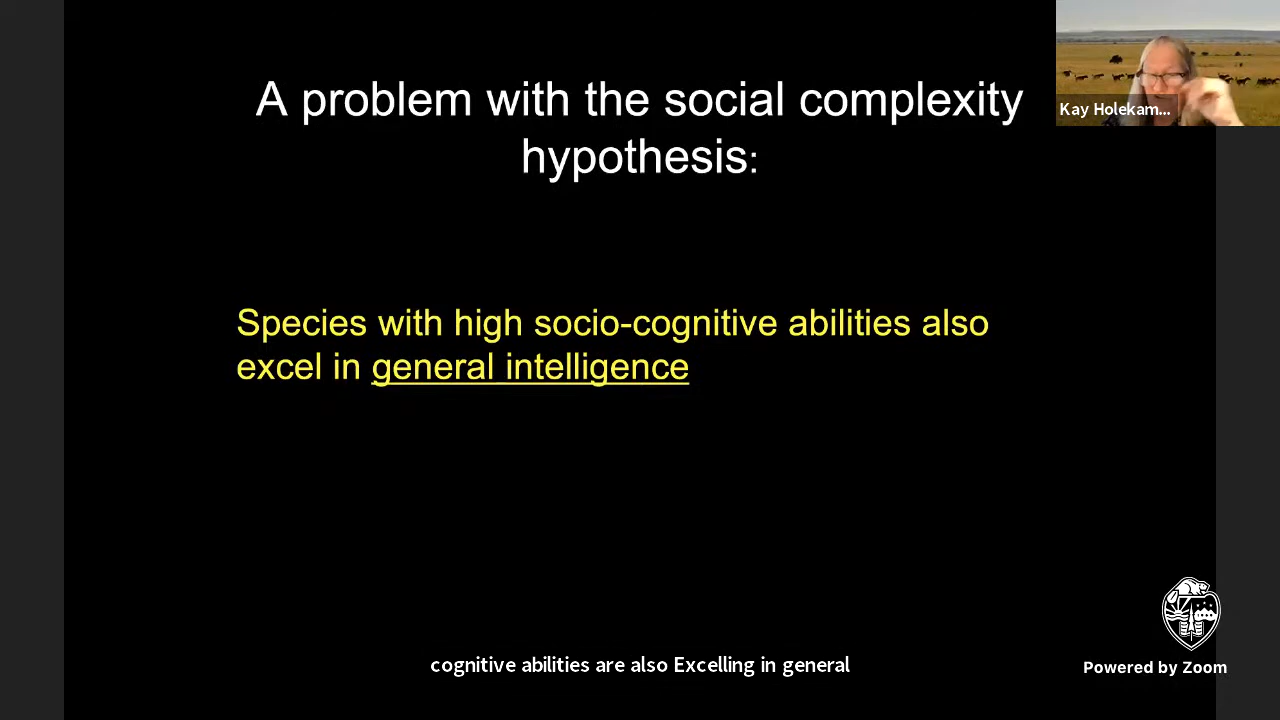 A problem with the social complexity
hypothesis:
Kay Holekam...
Species with high socio-cognitive abilities also
excel in general intelligence
cognitive abilities are also Excelling in general
Powered by Zoom